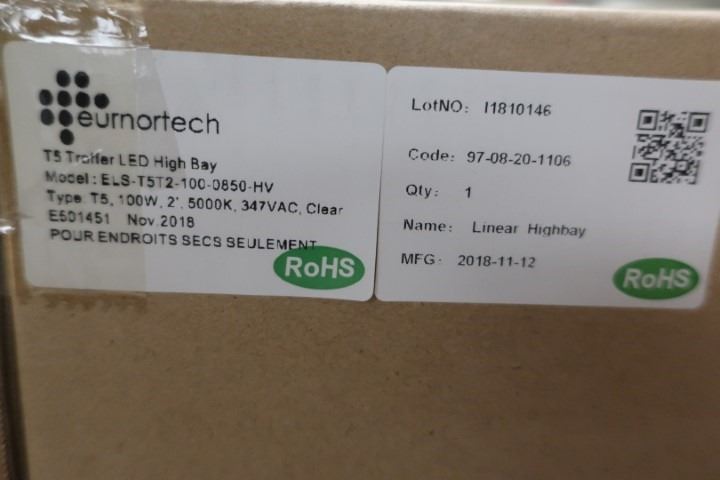 eurnortech
T5 Troffer LED High Bay
Model : ELS-T5T2-100-0850-HV
Type: T5, 100W, 2', 5000K, 347VAC, Clear
E501451 Nov.2018
POUR ENDROITS SECS SEULEMENT
RoHS
LotNO: I1810146
Code: 97-08-20-1106
Qty: 1
Name: Linear Highbay
MFG: 2018-11-12
RoHS